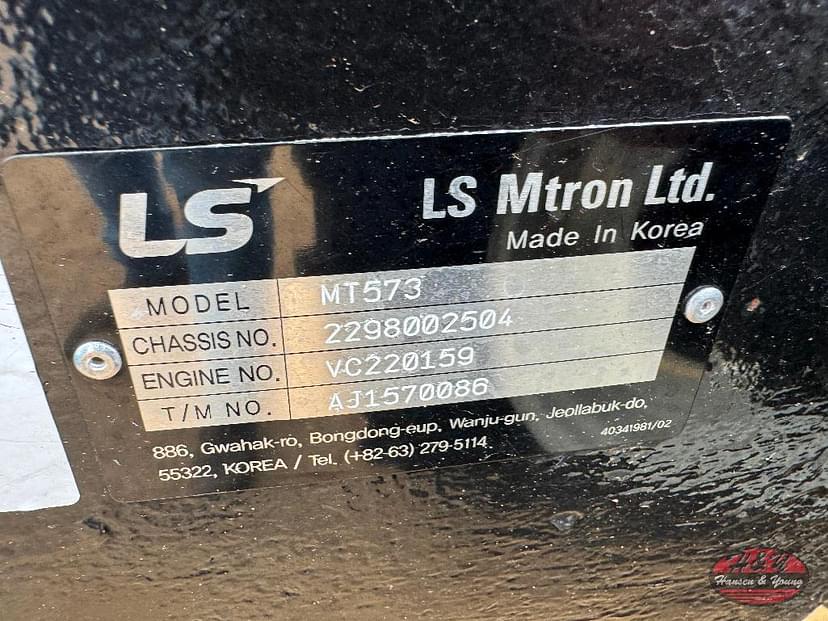 LS
LS Mtron Ltd.
Made In Korea
MODEL MT573
CHASSIS NO. 2298002504
ENGINE NO. VC220159
T/M NO. AJ1570086
886, Gwahak-ro, Bongdong-eup, Wanju-gun, Jeollabuk-do,
55322, KOREA / Tel. (+82-63) 279-5114
40341981/02
H&Y
Hansen & Young